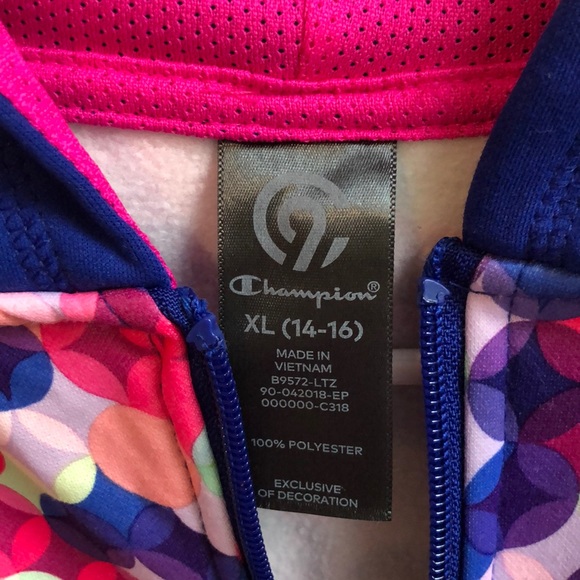 Champion®
XL (14-16)
MADE IN
VIETNAM
B9572-LTZ
90-042018-EP
000000-C318
100% POLYESTER
EXCLUSIVE
OF DECORATION